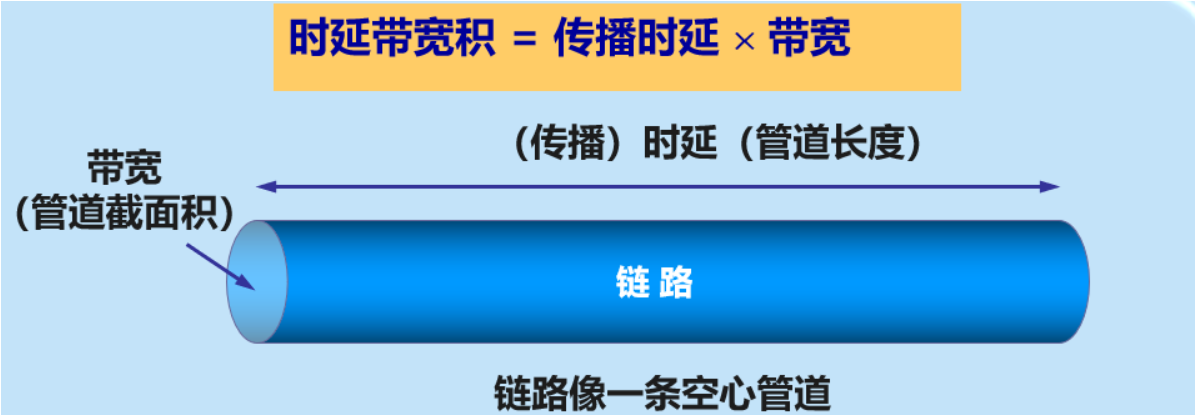 时延带宽积 = 传播时延 × 带宽
（传播）时延（管道长度）
带宽
（管道截面积）
链 路
链路像一条空心管道